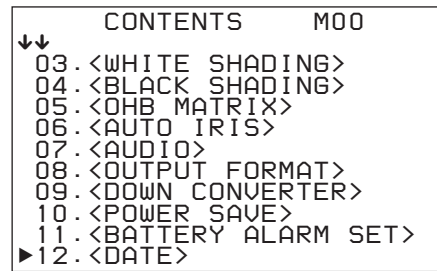 CONTENTS M00
↓↓
03.<WHITE SHADING>
04.<BLACK SHADING>
05.<OHB MATRIX>
06.<AUTO IRIS>
07.<AUDIO>
08.<OUTPUT FORMAT>
09.<DOWN CONVERTER>
10.<POWER SAVE>
11.<BATTERY ALARM SET>
▶12.<DATE>